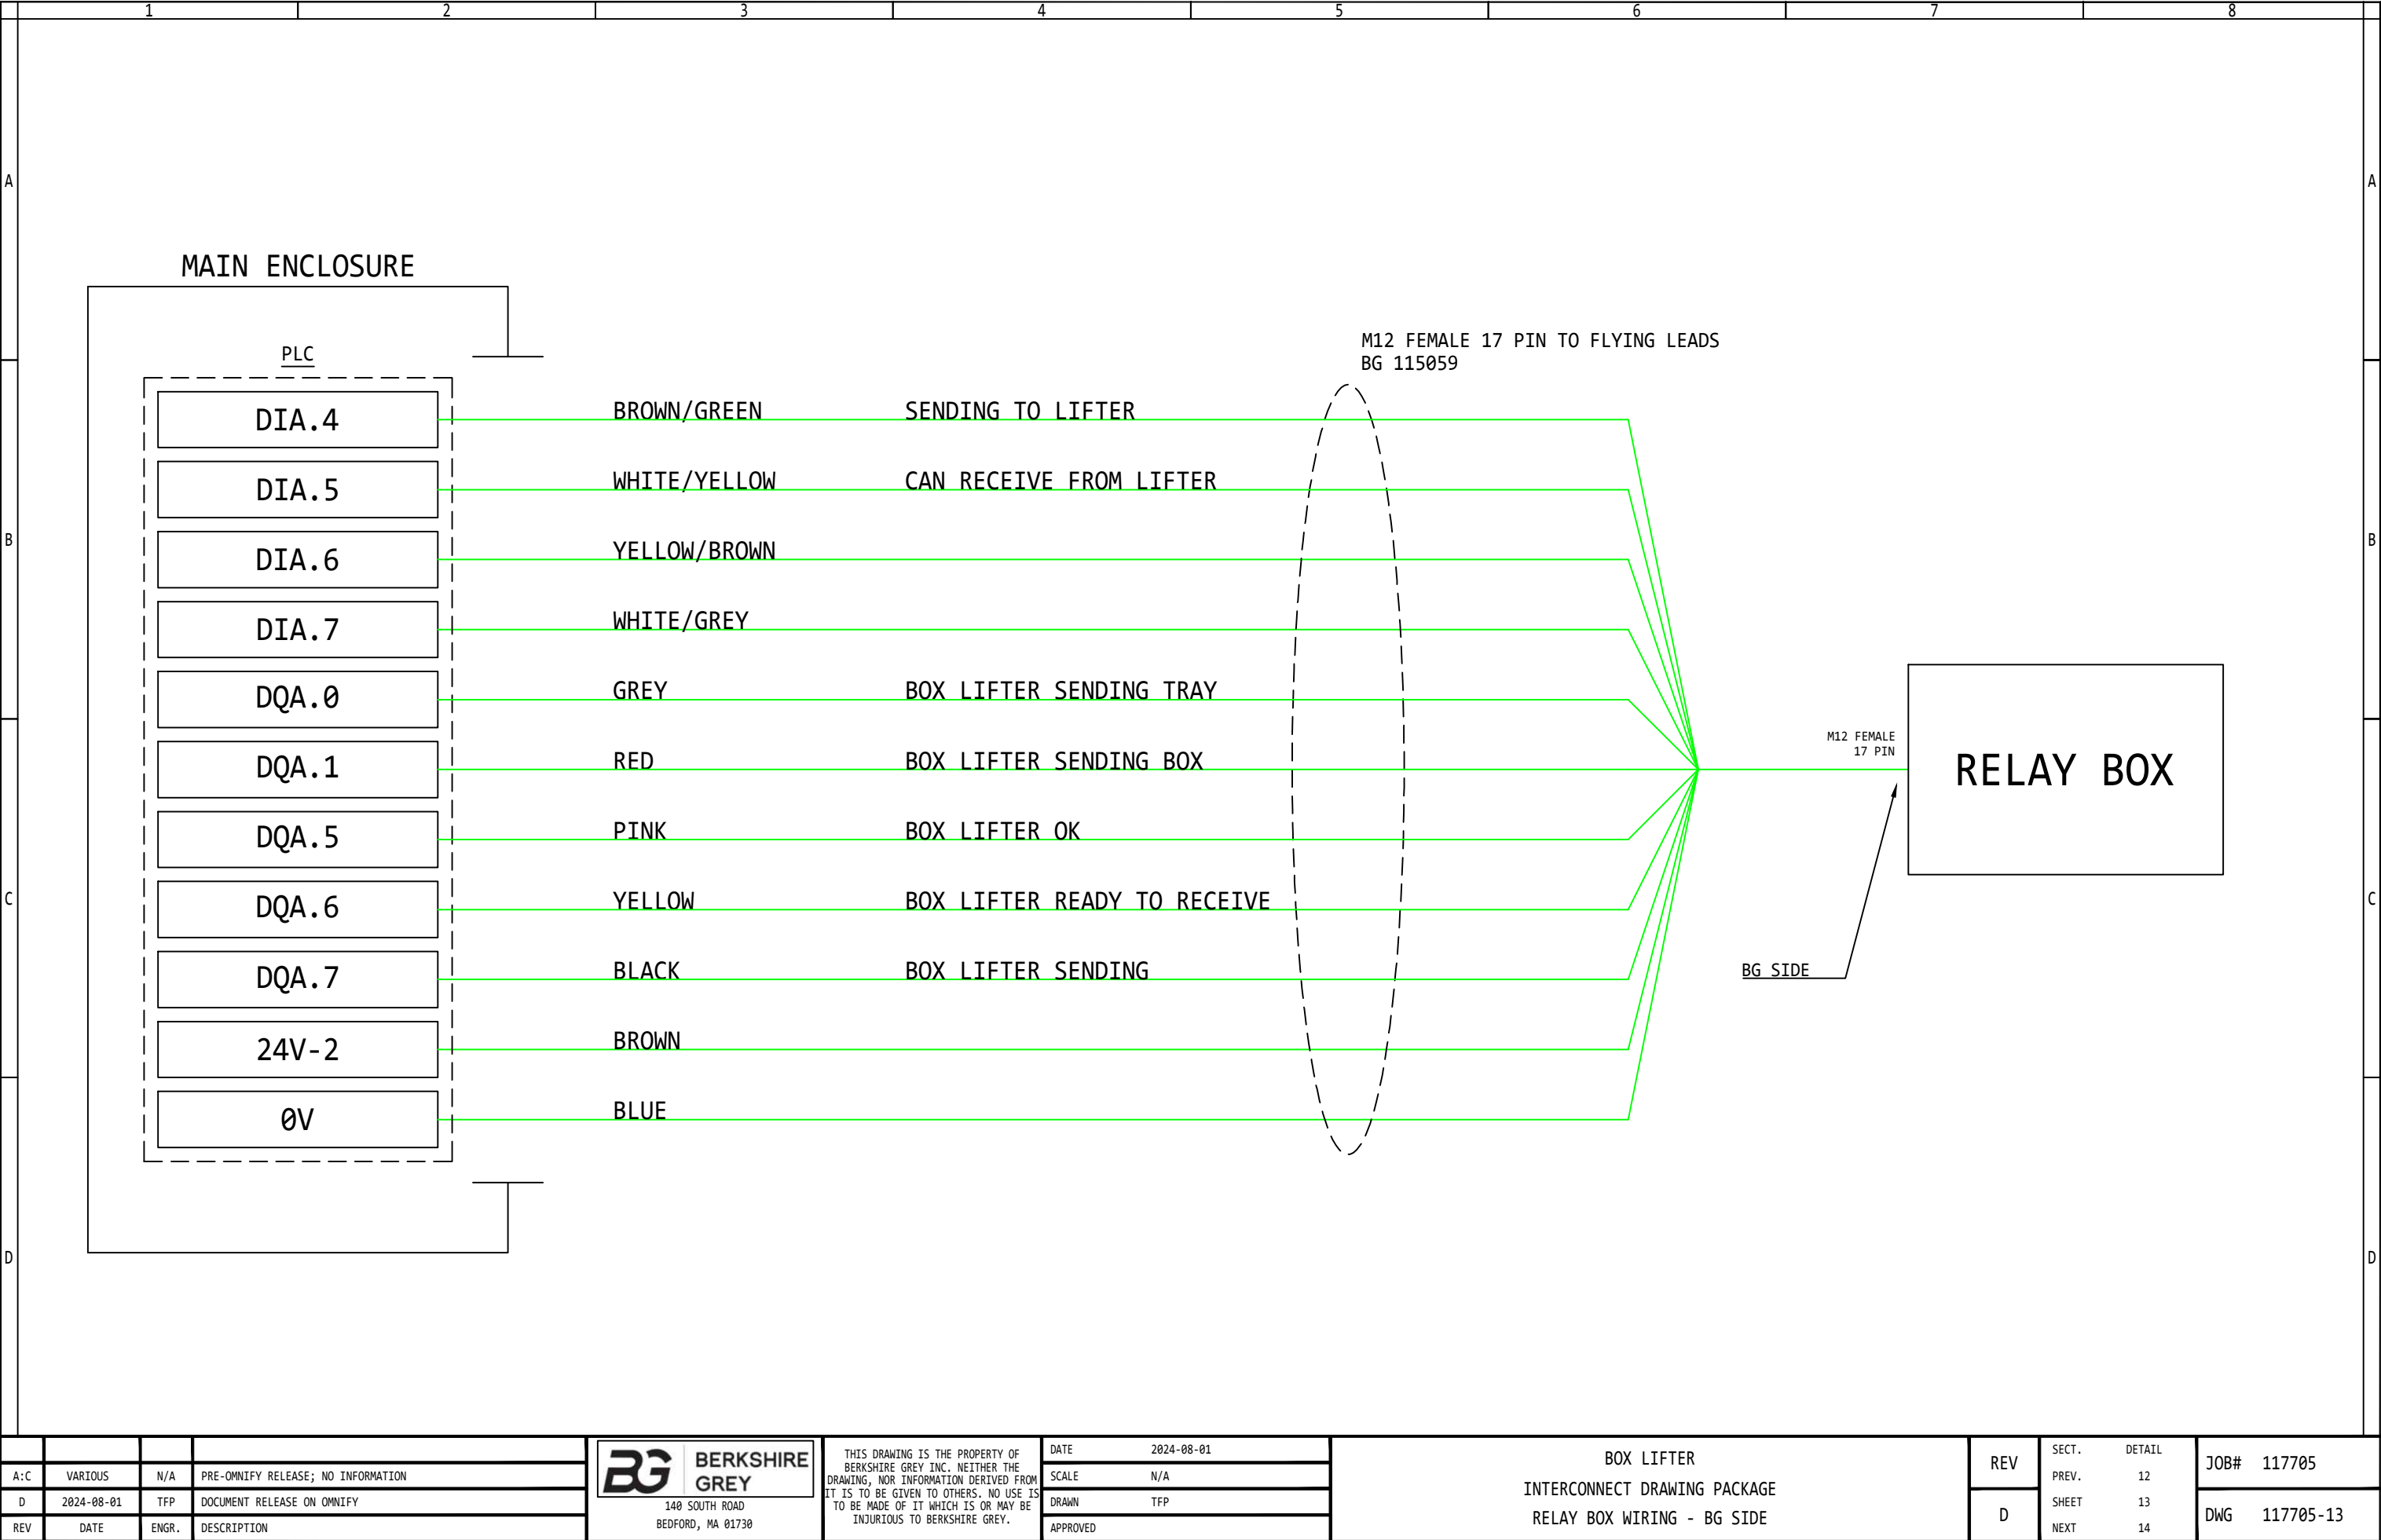 1 2 3 4 5 6 7 8
A A
MAIN ENCLOSURE
M12 FEMALE 17 PIN TO FLYING LEADS
BG 115059
PLC
DIA.4 BROWN/GREEN SENDING TO LIFTER
DIA.5 WHITE/YELLOW CAN RECEIVE FROM LIFTER
B B
DIA.6 YELLOW/BROWN
DIA.7 WHITE/GREY
DQA.0 GREY BOX LIFTER SENDING TRAY
M12 FEMALE
17 PIN
DQA.1 RED BOX LIFTER SENDING BOX
RELAY BOX
DQA.5 PINK BOX LIFTER OK
C C
DQA.6 YELLOW BOX LIFTER READY TO RECEIVE
DQA.7 BLACK BOX LIFTER SENDING
BG SIDE
24V-2 BROWN
0V BLUE
D D
A:C VARIOUS N/A PRE-OMNIFY RELEASE; NO INFORMATION
D 2024-08-01 TFP DOCUMENT RELEASE ON OMNIFY
REV DATE ENGR. DESCRIPTION
BG BERKSHIRE
GREY
140 SOUTH ROAD
BEDFORD, MA 01730
THIS DRAWING IS THE PROPERTY OF
BERKSHIRE GREY INC. NEITHER THE
DRAWING, NOR INFORMATION DERIVED FROM
IT IS TO BE GIVEN TO OTHERS. NO USE IS
TO BE MADE OF IT WHICH IS OR MAY BE
INJURIOUS TO BERKSHIRE GREY.
DATE 2024-08-01
SCALE N/A
DRAWN TFP
APPROVED
BOX LIFTER
INTERCONNECT DRAWING PACKAGE
RELAY BOX WIRING - BG SIDE
REV
D
SECT. DETAIL
PREV. 12
SHEET 13
NEXT 14
JOB# 117705
DWG 117705-13